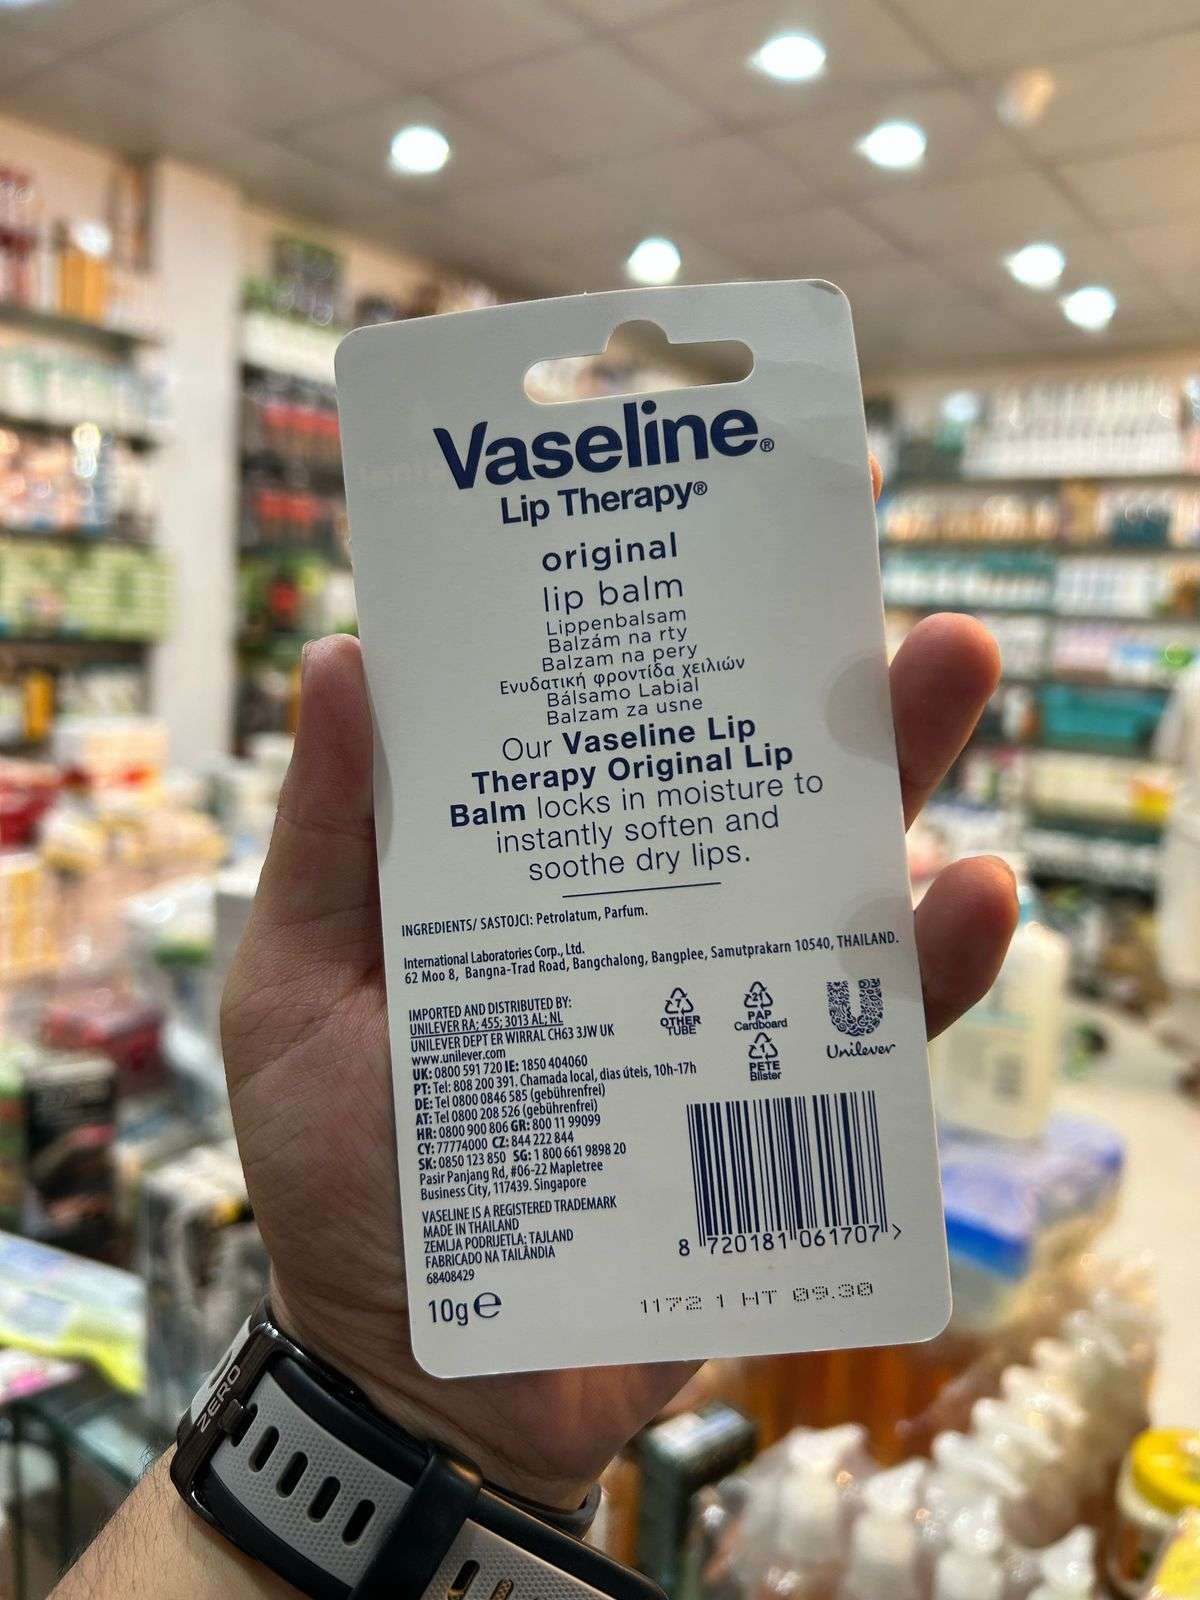 Vaseline®
Lip Therapy®
original
lip balm
Lippenbalsam
Balzám na rty
Balzam na pery
Ενυδατική φροντίδα χειλιών
Bálsamo Labial
Balzam za usne
Our Vaseline Lip
Therapy Original Lip
Balm locks in moisture to
instantly soften and
soothe dry lips.
INGREDIENTS/ SASTOJCI: Petrolatum, Parfum.
International Laboratories Corp., Ltd.
62 Moo 8, Bangna-Trad Road, Bangchalong, Bangplee, Samutprakarn 10540, THAILAND.
IMPORTED AND DISTRIBUTED BY:
UNILEVER RA; 455; 3013 AL; NL
UNILEVER DEPT ER WIRRAL CH63 3JW UK
www.unilever.com
UK: 0800 591 720 IE: 1850 404060
PT: Tel: 808 200 391. Chamada local, dias úteis, 10h-17h
DE: Tel 0800 0846 585 (gebührenfrei)
AT: Tel 0800 208 526 (gebührenfrei)
HR: 0800 900 806 GR: 800 11 99099
CY: 77774000 CZ: 844 222 844
SK: 0850 123 850 SG: 1 800 661 9898 20
Pasir Panjang Rd, #06-22 Mapletree
Business City, 117439. Singapore
VASELINE IS A REGISTERED TRADEMARK
MADE IN THAILAND
ZEMLJA PODRIJETLA: TAJLAND
FABRICADO NA TAILÂNDIA
68408429
10g ℮
7
OTHER
TUBE
21
PAP
Cardboard
1
PETE
Blister
Unilever
8 720181 061707 >
1172 1 HT 09.30
ZERO